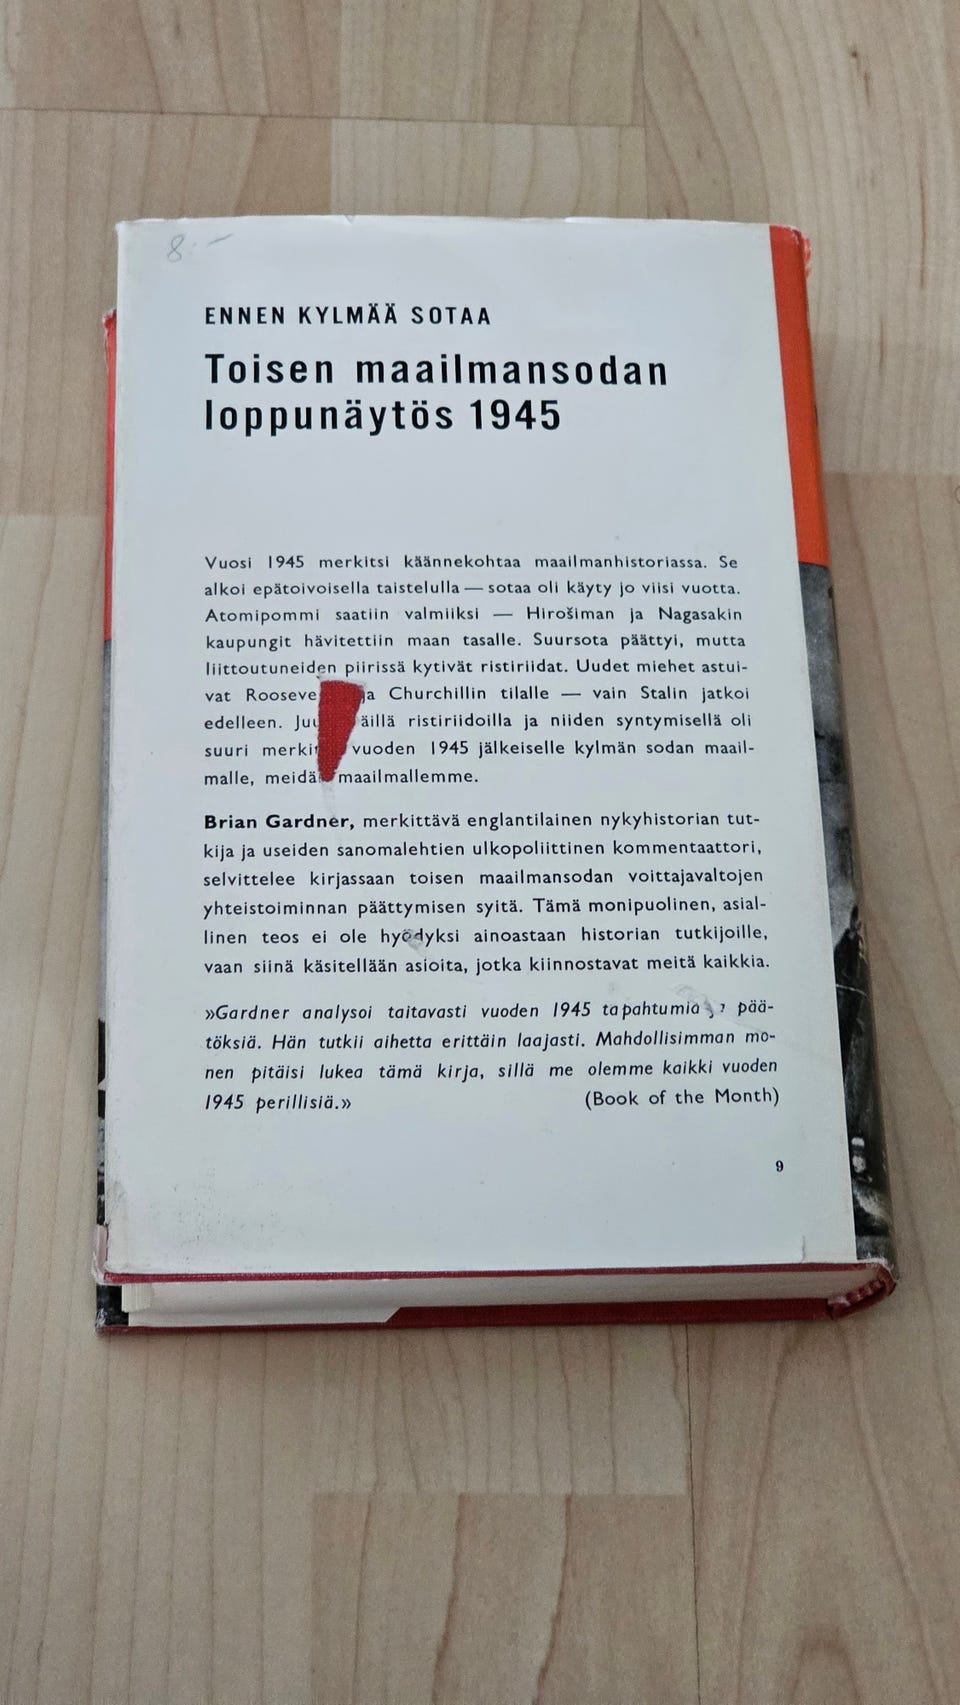 8:-
ENNEN KYLMÄÄ SOTAA
Toisen maailmansodan
loppunäytös 1945
Vuosi 1945 merkitsi käännekohtaa maailmanhistoriassa. Se
alkoi epätoivoisella taistelulla — sotaa oli käyty jo viisi vuotta.
Atomipommi saatiin valmiiksi — Hirošiman ja Nagasakin
kaupungit hävitettiin maan tasalle. Suursota päättyi, mutta
liittoutuneiden piirissä kytivät ristiriidat. Uudet miehet astui-
vat ja Churchillin tilalle — vain Stalin jatkoi
edelleen. ristiriidoilla ja niiden syntymisellä oli
suuri vuoden 1945 jälkeiselle kylmän sodan maail-
malle, maailmallemme.
Brian Gardner, merkittävä englantilainen nykyhistorian tut-
kija ja useiden sanomalehtien ulkopoliittinen kommentaattori,
selvittelee kirjassaan toisen maailmansodan voittajavaltojen
yhteistoiminnan päättymisen syitä. Tämä monipuolinen, asial-
linen teos ei ole hyödyksi ainoastaan historian tutkijoille,
vaan siinä käsitellään asioita, jotka kiinnostavat meitä kaikkia.
»Gardner analysoi taitavasti vuoden 1945 tapahtumia pää-
töksiä. Hän tutkii aihetta erittäin laajasti. Mahdollisimman mo-
nen pitäisi lukea tämä kirja, sillä me olemme kaikki vuoden
1945 perillisiä.» (Book of the Month)
9